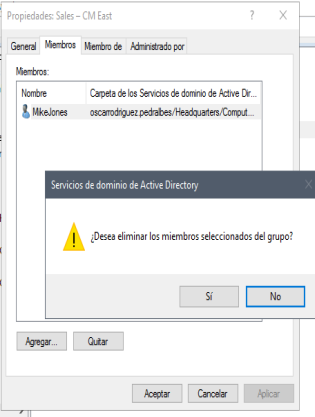 Propiedades: Sales – CM East
General Miembros Miembro de Administrado por
Miembros:
Nombre Carpeta de los Servicios de dominio de Active Dir...
MikeJones oscarrodriguez.pedralbes/Headquarters/Comput...
Servicios de dominio de Active Directory
¿Desea eliminar los miembros seleccionados del grupo?
Sí No
Agregar... Quitar
Aceptar Cancelar Aplicar